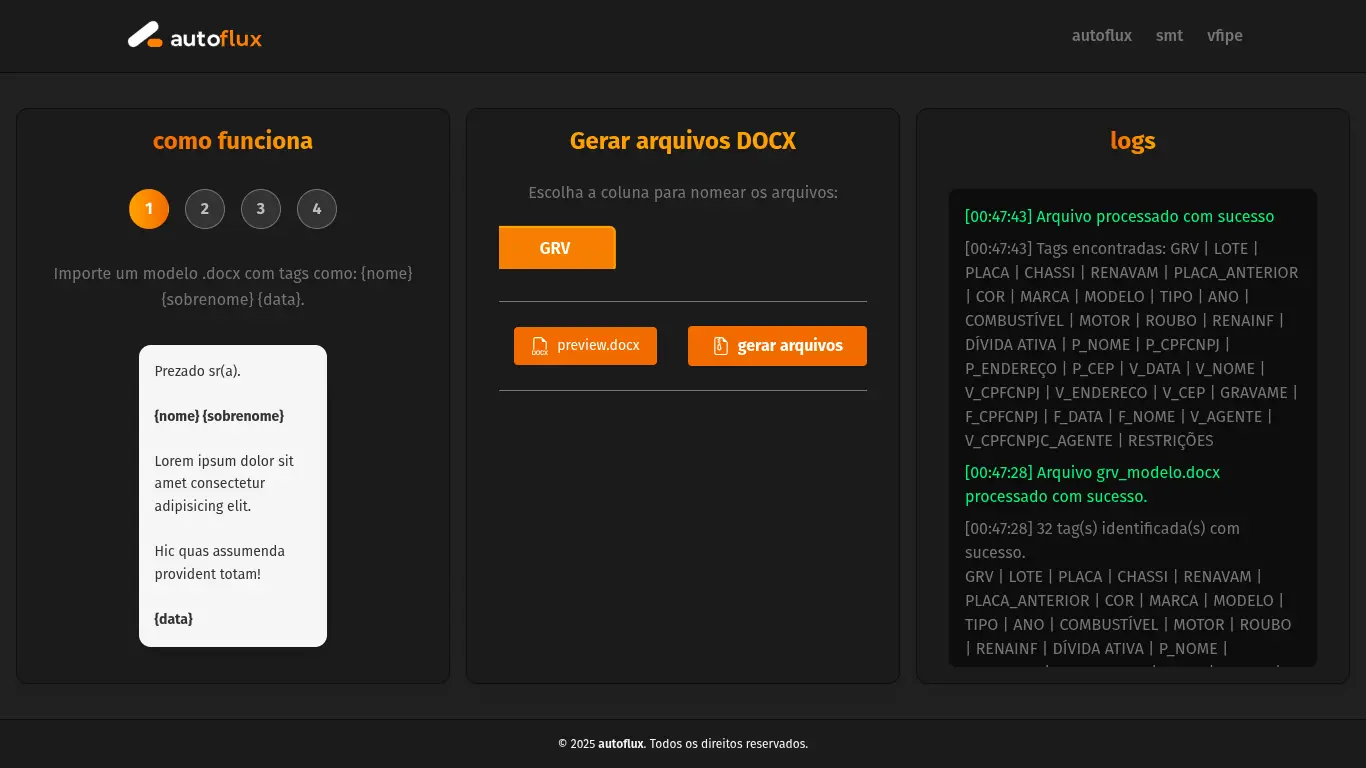 autoflux
autoflux smt vfipe
como funciona
1 2 3 4
Importe um modelo .docx com tags como: {nome}
{sobrenome} {data}.
Prezado sr(a).
{nome} {sobrenome}
Lorem ipsum dolor sit
amet consectetur
adipisicing elit.
Hic quas assumenda
provident totam!
{data}
Gerar arquivos DOCX
Escolha a coluna para nomear os arquivos:
GRV
DOCX preview.docx
gerar arquivos
logs
[00:47:43] Arquivo processado com sucesso
[00:47:43] Tags encontradas: GRV | LOTE |
PLACA | CHASSI | RENAVAM | PLACA_ANTERIOR
| COR | MARCA | MODELO | TIPO | ANO |
COMBUSTÍVEL | MOTOR | ROUBO | RENAINF |
DÍVIDA ATIVA | P_NOME | P_CPFCNPJ |
P_ENDEREÇO | P_CEP | V_DATA | V_NOME |
V_CPFCNPJ | V_ENDERECO | V_CEP | GRAVAME |
F_CPFCNPJ | F_DATA | F_NOME | V_AGENTE |
V_CPFCNPJC_AGENTE | RESTRIÇÕES
[00:47:28] Arquivo grv_modelo.docx
processado com sucesso.
[00:47:28] 32 tag(s) identificada(s) com
sucesso.
GRV | LOTE | PLACA | CHASSI | RENAVAM |
PLACA_ANTERIOR | COR | MARCA | MODELO |
TIPO | ANO | COMBUSTÍVEL | MOTOR | ROUBO
| RENAINF | DÍVIDA ATIVA | P_NOME |
© 2025 autoflux. Todos os direitos reservados.